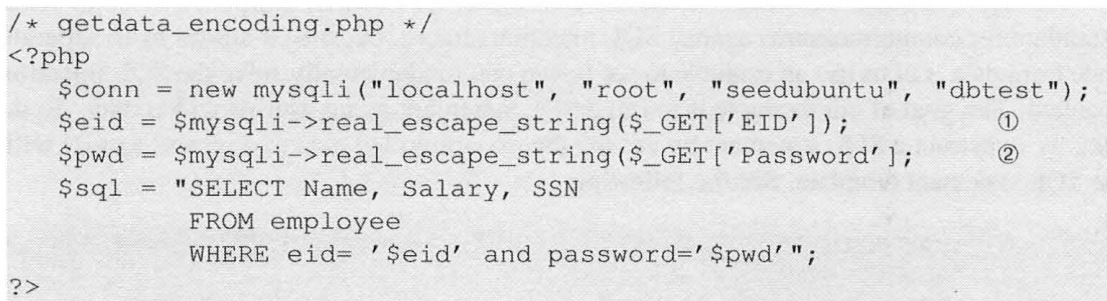 /* getdata_encoding.php */
<?php
$conn = new mysqli("localhost", "root", "seedubuntu", "dbtest");
$eid = $mysqli->real_escape_string($_GET['EID']); ①
$pwd = $mysqli->real_escape_string($_GET['Password']; ②
$sql = "SELECT Name, Salary, SSN
FROM employee
WHERE eid= '$eid' and password='$pwd'";
?>